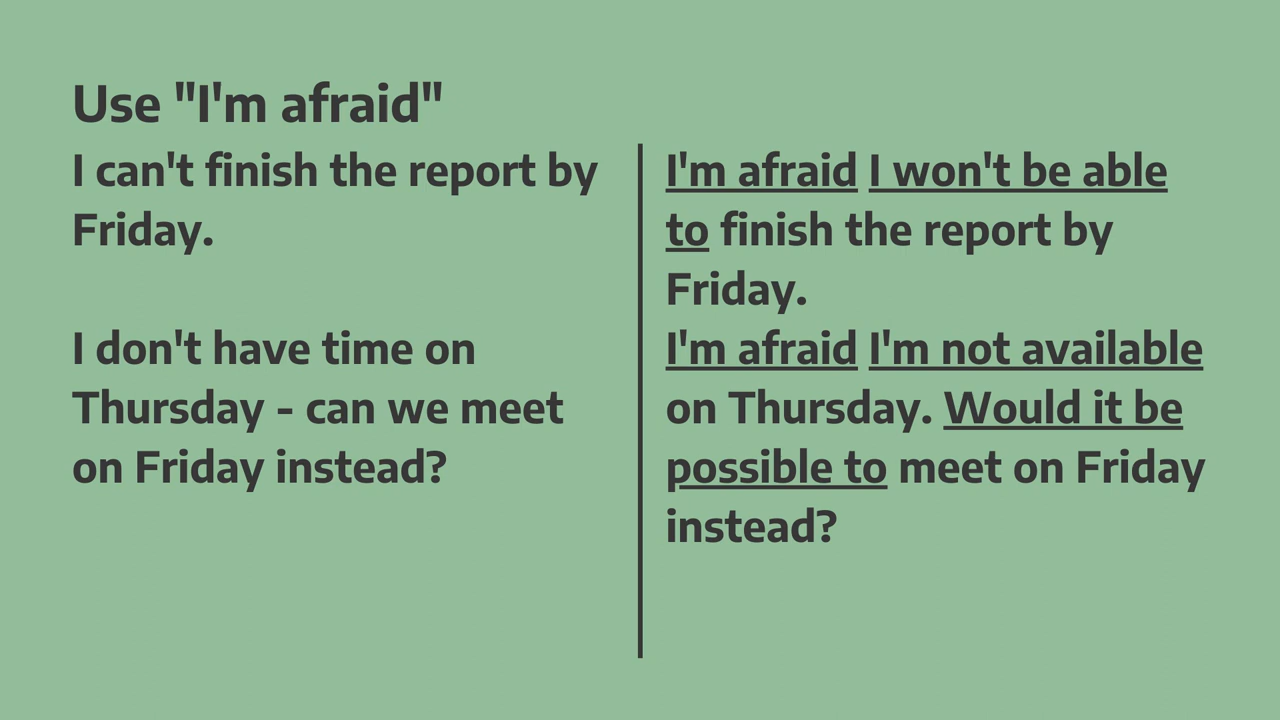 Use "I'm afraid"
I can't finish the report by
Friday.
I don't have time on
Thursday - can we meet
on Friday instead?
I'm afraid I won't be able
to finish the report by
Friday.
I'm afraid I'm not available
on Thursday. Would it be
possible to meet on Friday
instead?